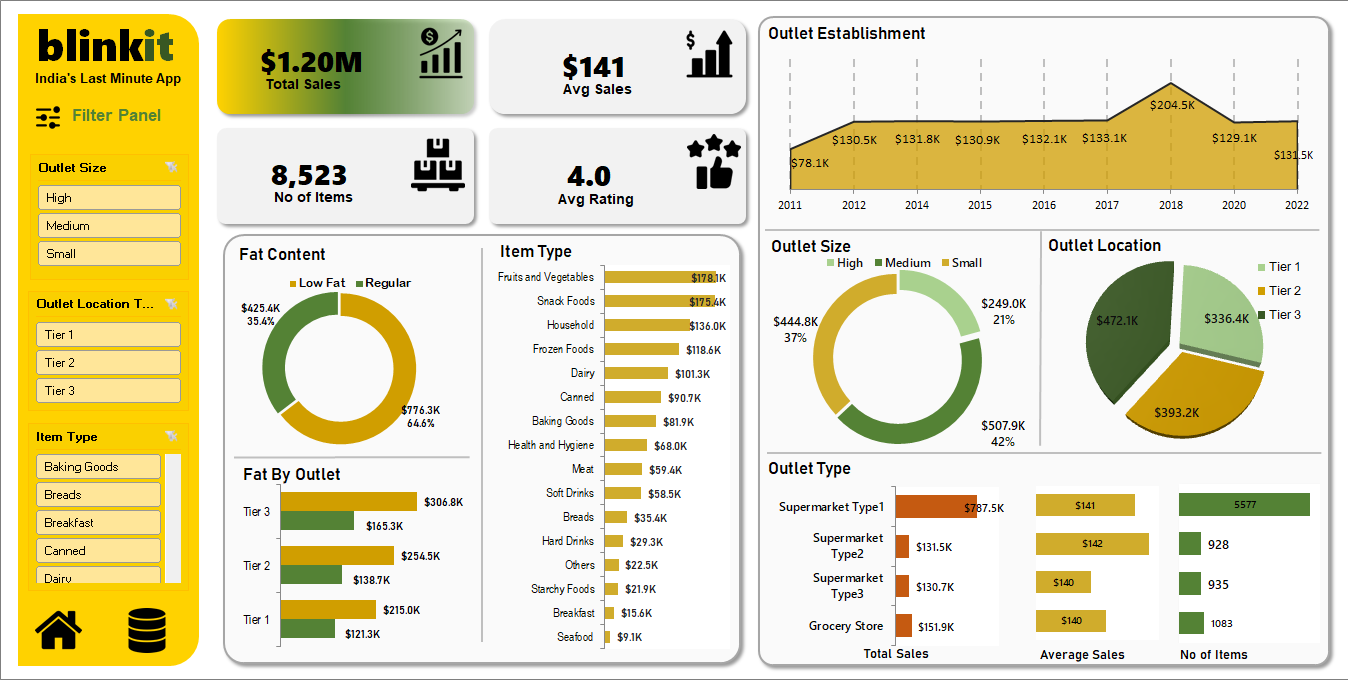 blinkit
India's Last Minute App
Filter Panel
Outlet Size
High
Medium
Small
Outlet Location T...
Tier 1
Tier 2
Tier 3
Item Type
Baking Goods
Breads
Breakfast
Canned
Dairy
$1.20M
Total Sales
$141
Avg Sales
8,523
No of Items
4.0
Avg Rating
Fat Content
Low Fat Regular
$425.4K
35.4%
$776.3K
64.6%
Fat By Outlet
Tier 3
$306.8K
$165.3K
Tier 2
$254.5K
$138.7K
Tier 1
$215.0K
$121.3K
Item Type
Fruits and Vegetables $178.1K
Snack Foods $175.4K
Household $136.0K
Frozen Foods $118.6K
Dairy $101.3K
Canned $90.7K
Baking Goods $81.9K
Health and Hygiene $68.0K
Meat $59.4K
Soft Drinks $58.5K
Breads $35.4K
Hard Drinks $29.3K
Others $22.5K
Starchy Foods $21.9K
Breakfast $15.6K
Seafood $9.1K
Outlet Establishment
$78.1K $130.5K $131.8K $130.9K $132.1K $133.1K $204.5K $129.1K $131.5K
2011 2012 2014 2015 2016 2017 2018 2020 2022
Outlet Size
High Medium Small
$249.0K
21%
$444.8K
37%
$507.9K
42%
Outlet Location
Tier 1
Tier 2
Tier 3
$472.1K
$336.4K
$393.2K
Outlet Type
Supermarket Type1 $787.5K $141 5577
Supermarket
Type2
$131.5K $142 928
Supermarket
Type3
$130.7K $140 935
Grocery Store $151.9K $140 1083
Total Sales Average Sales No of Items